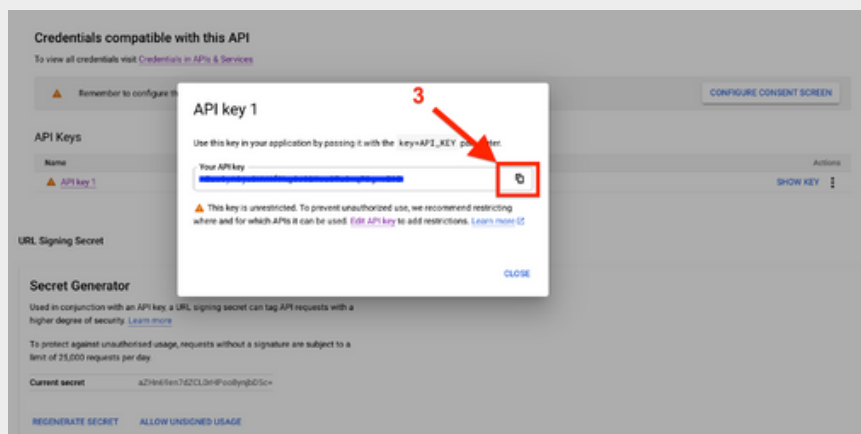 Credentials compatible with this API
To view all credentials visit Credentials in APIs & Services
Remember to configure th
CONFIGURE CONSENT SCREEN
API Keys
Name
Actions
API key 1
SHOW KEY
3
API key 1
Use this key in your application by passing it with the key=API_KEY
Your API key
This key is unrestricted. To prevent unauthorized use, we recommend restricting
where and for which APIs it can be used. Edit API key to add restrictions. Learn more
CLOSE
URL Signing Secret
Secret Generator
Used in conjunction with an API key, a URL signing secret can tag API requests with a
higher degree of security. Learn more
To protect against unauthorised usage, requests without a signature are subject to a
limit of 25,000 requests per day.
Current secret
REGENERATE SECRET
ALLOW UNSIGNED USAGE